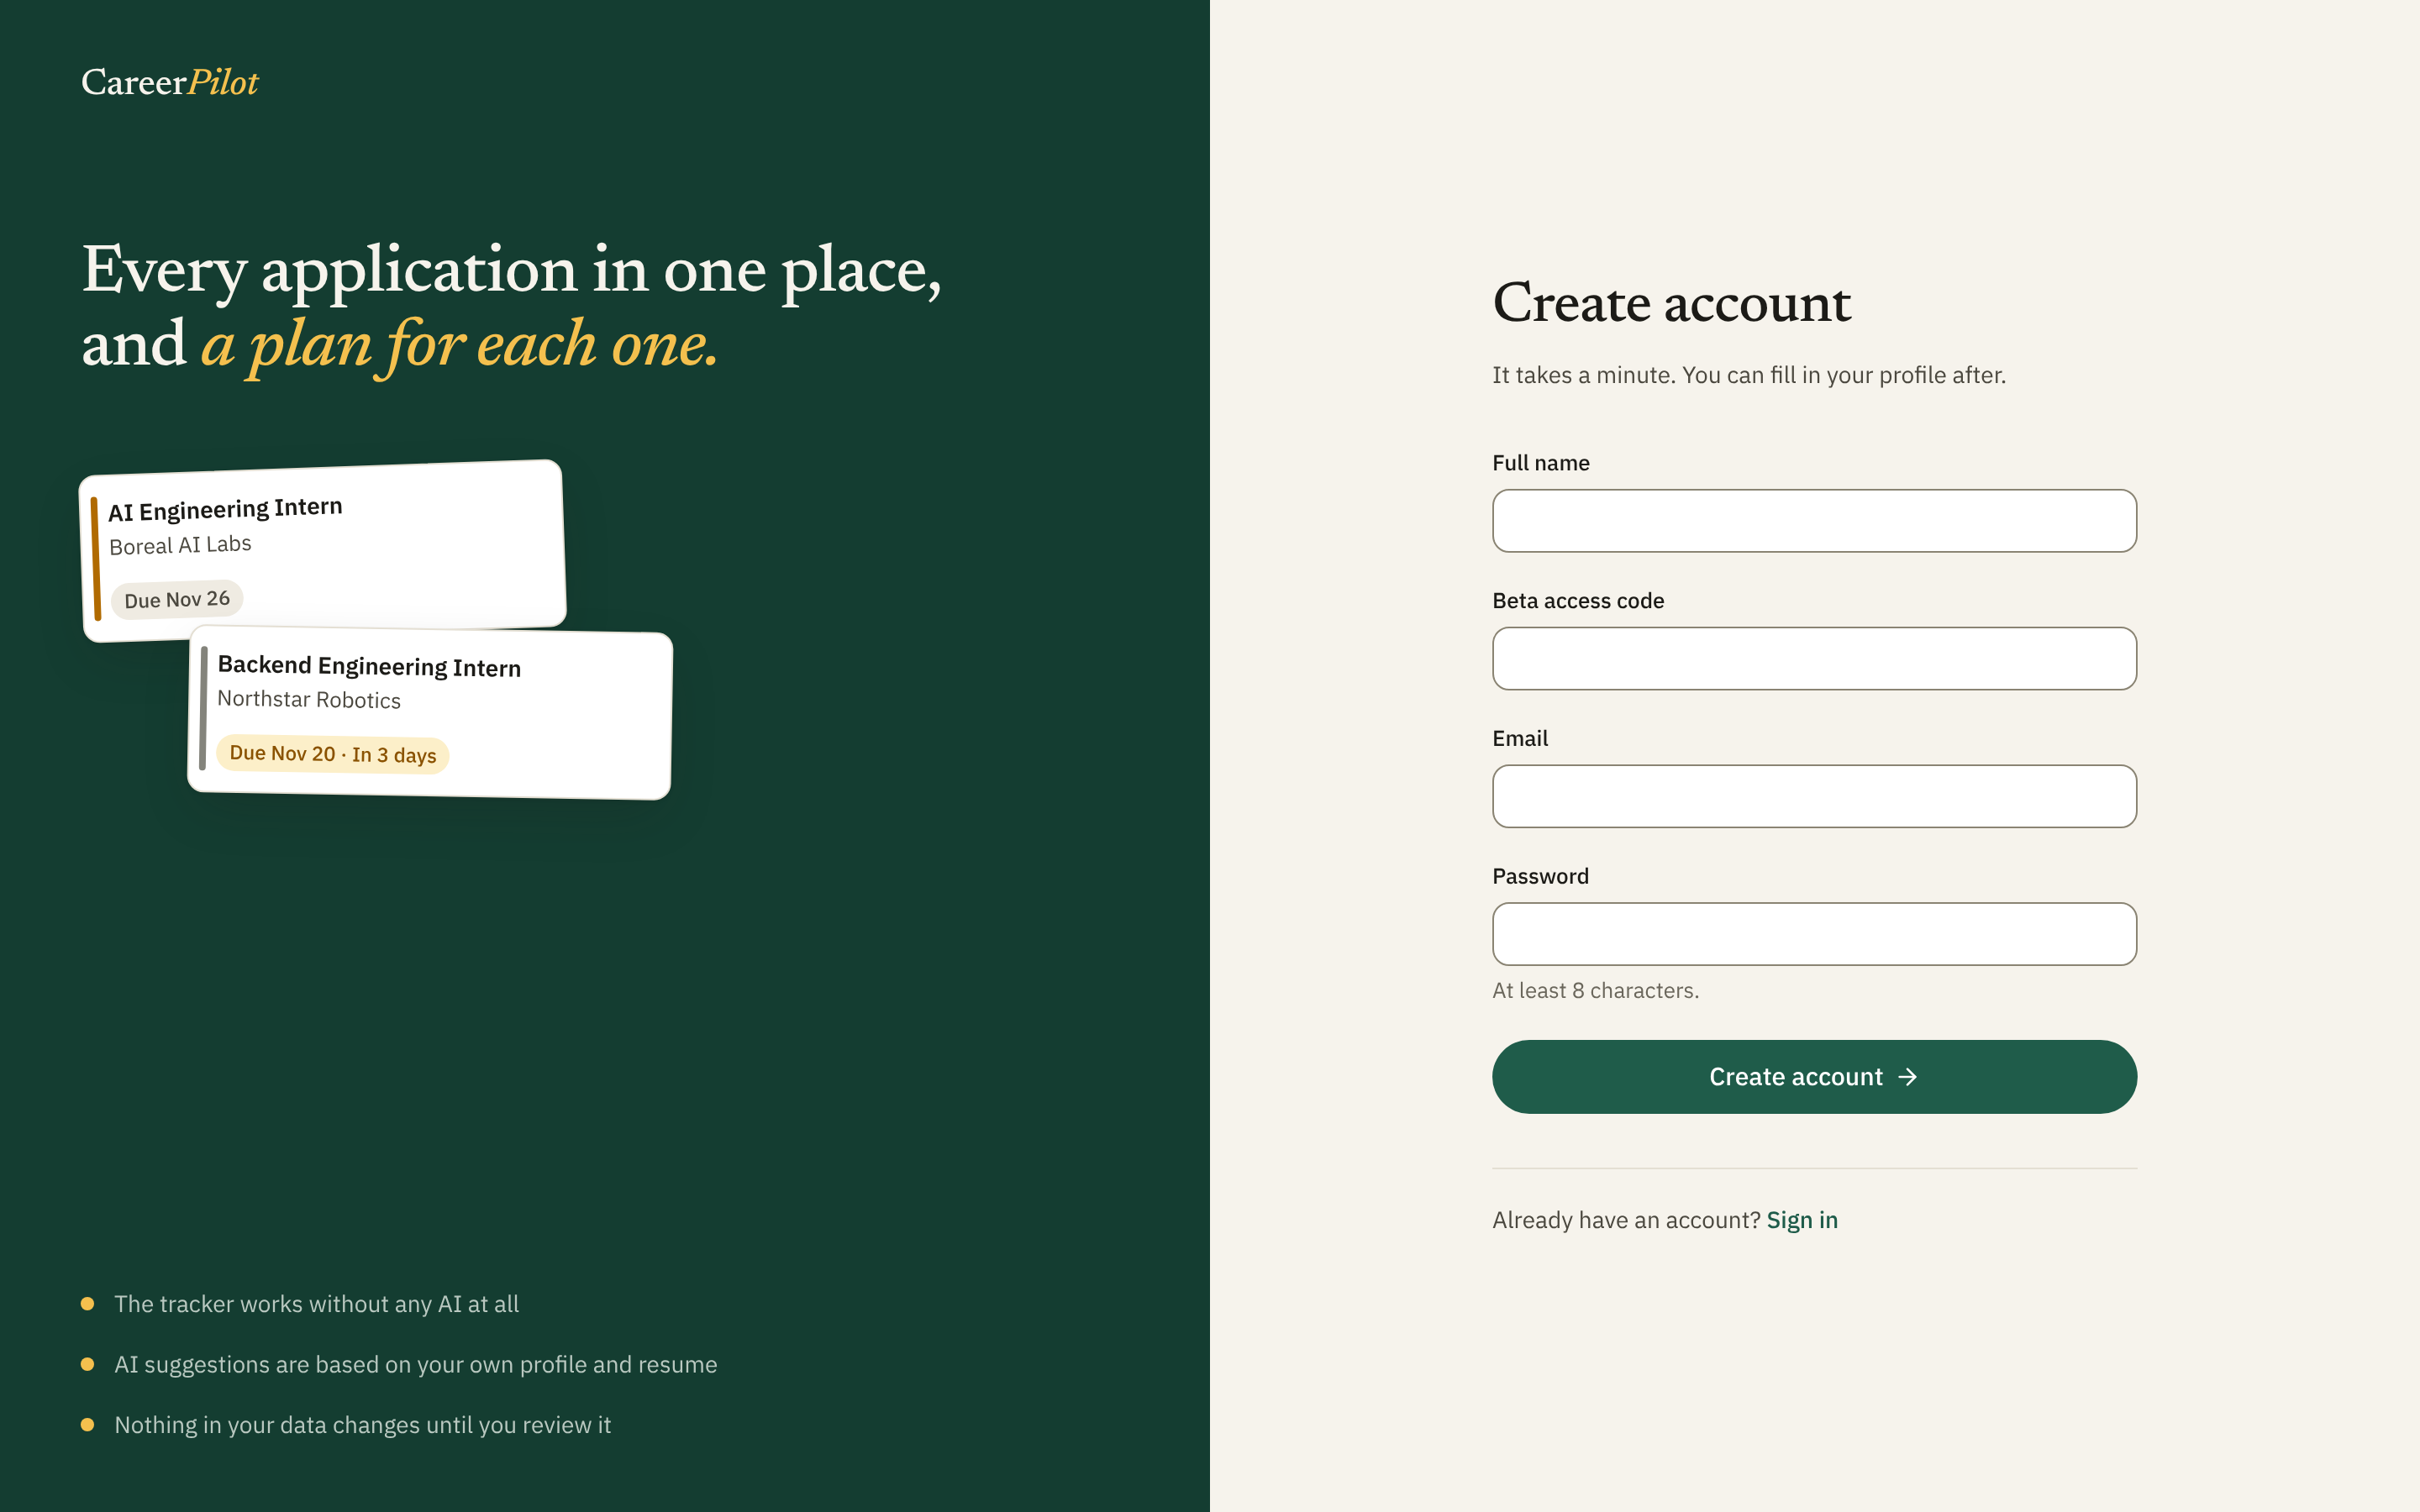 CareerPilot
Every application in one place,
and a plan for each one.
AI Engineering Intern
Boreal AI Labs
Due Nov 26
Backend Engineering Intern
Northstar Robotics
Due Nov 20 · In 3 days
The tracker works without any AI at all
AI suggestions are based on your own profile and resume
Nothing in your data changes until you review it
Create account
It takes a minute. You can fill in your profile after.
Full name
Beta access code
Email
Password
At least 8 characters.
Create account →
Already have an account? Sign in